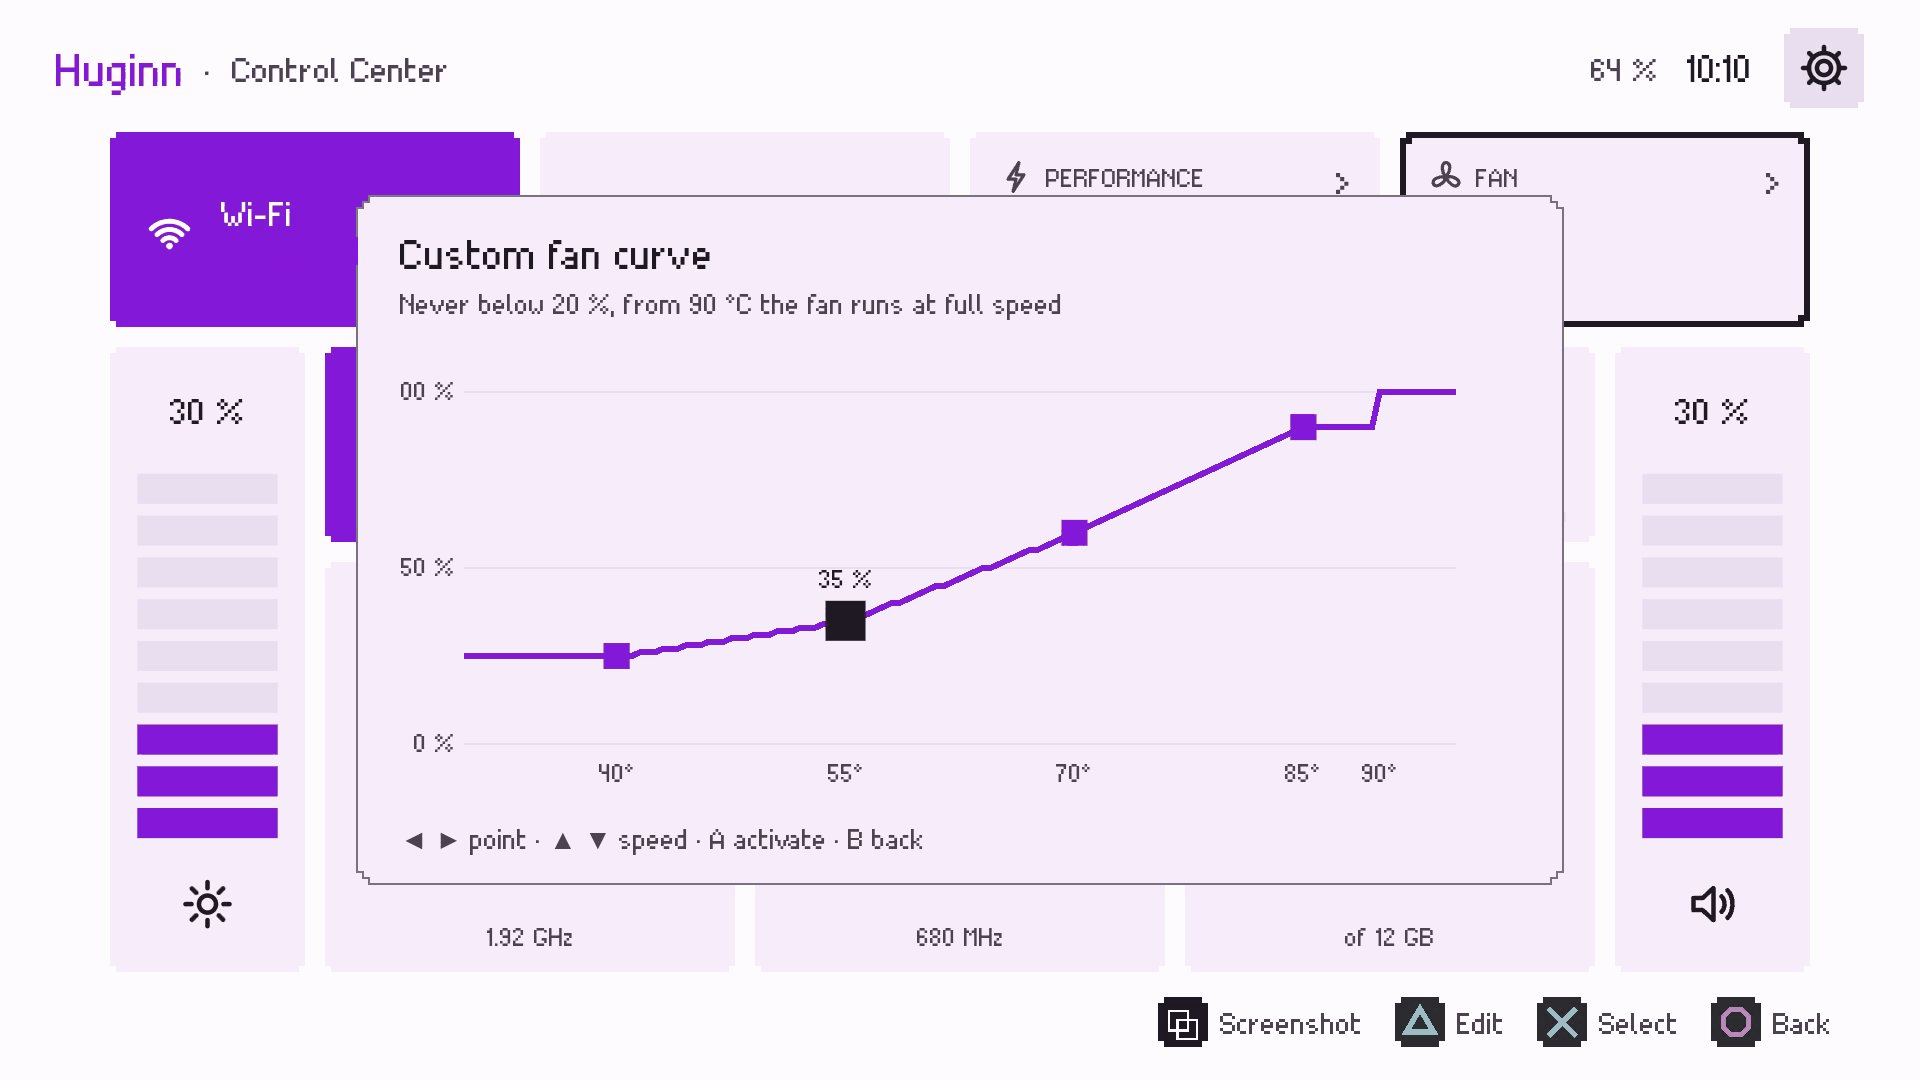 Huginn · Control Center
64 % 10:10
Wi-Fi
PERFORMANCE
FAN
Custom fan curve
Never below 20 %, from 90 °C the fan runs at full speed
30 %
30 %
00 %
50 %
35 %
0 %
40° 55° 70° 85° 90°
◀ ▶ point · ▲ ▼ speed · A activate · B back
1.92 GHz
680 MHz
of 12 GB
Screenshot Edit Select Back